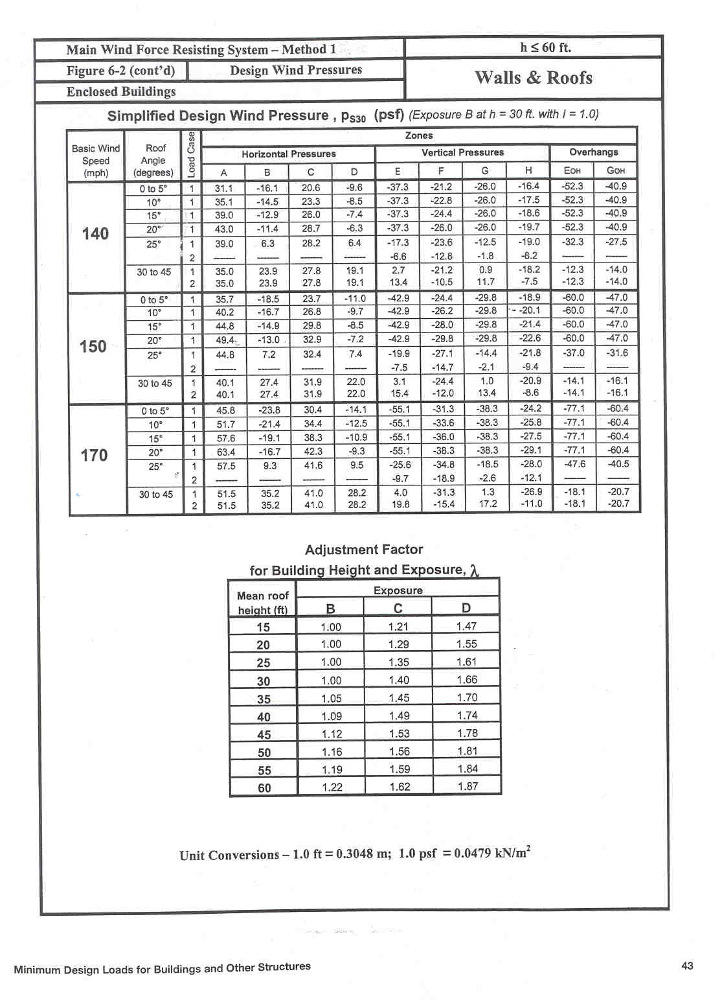 Main Wind Force Resisting System – Method 1
h ≤ 60 ft.
Figure 6-2 (cont'd)
Design Wind Pressures
Walls & Roofs
Enclosed Buildings
Simplified Design Wind Pressure , pS30 (psf) (Exposure B at h = 30 ft. with I = 1.0)
Basic Wind Speed (mph)
Roof Angle (degrees)
Load Case
Zones
Horizontal Pressures
Vertical Pressures
Overhangs
A B C D E F G H EOH GOH
140
0 to 5° 1 31.1 -16.1 20.6 -9.6 -37.3 -21.2 -26.0 -16.4 -52.3 -40.9
10° 1 35.1 -14.5 23.3 -8.5 -37.3 -22.8 -26.0 -17.5 -52.3 -40.9
15° 1 39.0 -12.9 26.0 -7.4 -37.3 -24.4 -26.0 -18.6 -52.3 -40.9
20° 1 43.0 -11.4 28.7 -6.3 -37.3 -26.0 -26.0 -19.7 -52.3 -40.9
25° 1 39.0 6.3 28.2 6.4 -17.3 -23.6 -12.5 -19.0 -32.3 -27.5
2 ------ ------ ------ ------ -6.6 -12.8 -1.8 -8.2 ------ ------
30 to 45 1 35.0 23.9 27.8 19.1 2.7 -21.2 0.9 -18.2 -12.3 -14.0
2 35.0 23.9 27.8 19.1 13.4 -10.5 11.7 -7.5 -12.3 -14.0
150
0 to 5° 1 35.7 -18.5 23.7 -11.0 -42.9 -24.4 -29.8 -18.9 -60.0 -47.0
10° 1 40.2 -16.7 26.8 -9.7 -42.9 -26.2 -29.8 -20.1 -60.0 -47.0
15° 1 44.8 -14.9 29.8 -8.5 -42.9 -28.0 -29.8 -21.4 -60.0 -47.0
20° 1 49.4 -13.0 32.9 -7.2 -42.9 -29.8 -29.8 -22.6 -60.0 -47.0
25° 1 44.8 7.2 32.4 7.4 -19.9 -27.1 -14.4 -21.8 -37.0 -31.6
2 ------ ------ ------ ------ -7.5 -14.7 -2.1 -9.4 ------ ------
30 to 45 1 40.1 27.4 31.9 22.0 3.1 -24.4 1.0 -20.9 -14.1 -16.1
2 40.1 27.4 31.9 22.0 15.4 -12.0 13.4 -8.6 -14.1 -16.1
170
0 to 5° 1 45.8 -23.8 30.4 -14.1 -55.1 -31.3 -38.3 -24.2 -77.1 -60.4
10° 1 51.7 -21.4 34.4 -12.5 -55.1 -33.6 -38.3 -25.8 -77.1 -60.4
15° 1 57.6 -19.1 38.3 -10.9 -55.1 -36.0 -38.3 -27.5 -77.1 -60.4
20° 1 63.4 -16.7 42.3 -9.3 -55.1 -38.3 -38.3 -29.1 -77.1 -60.4
25° 1 57.5 9.3 41.6 9.5 -25.6 -34.8 -18.5 -28.0 -47.6 -40.5
2 ------ ------ ------ ------ -9.7 -18.9 -2.6 -12.1 ------ ------
30 to 45 1 51.5 35.2 41.0 28.2 4.0 -31.3 1.3 -26.9 -18.1 -20.7
2 51.5 35.2 41.0 28.2 19.8 -15.4 17.2 -11.0 -18.1 -20.7
Adjustment Factor
for Building Height and Exposure, λ
Mean roof height (ft)
Exposure
B C D
15 1.00 1.21 1.47
20 1.00 1.29 1.55
25 1.00 1.35 1.61
30 1.00 1.40 1.66
35 1.05 1.45 1.70
40 1.09 1.49 1.74
45 1.12 1.53 1.78
50 1.16 1.56 1.81
55 1.19 1.59 1.84
60 1.22 1.62 1.87
Unit Conversions – 1.0 ft = 0.3048 m; 1.0 psf = 0.0479 kN/m²
Minimum Design Loads for Buildings and Other Structures
43